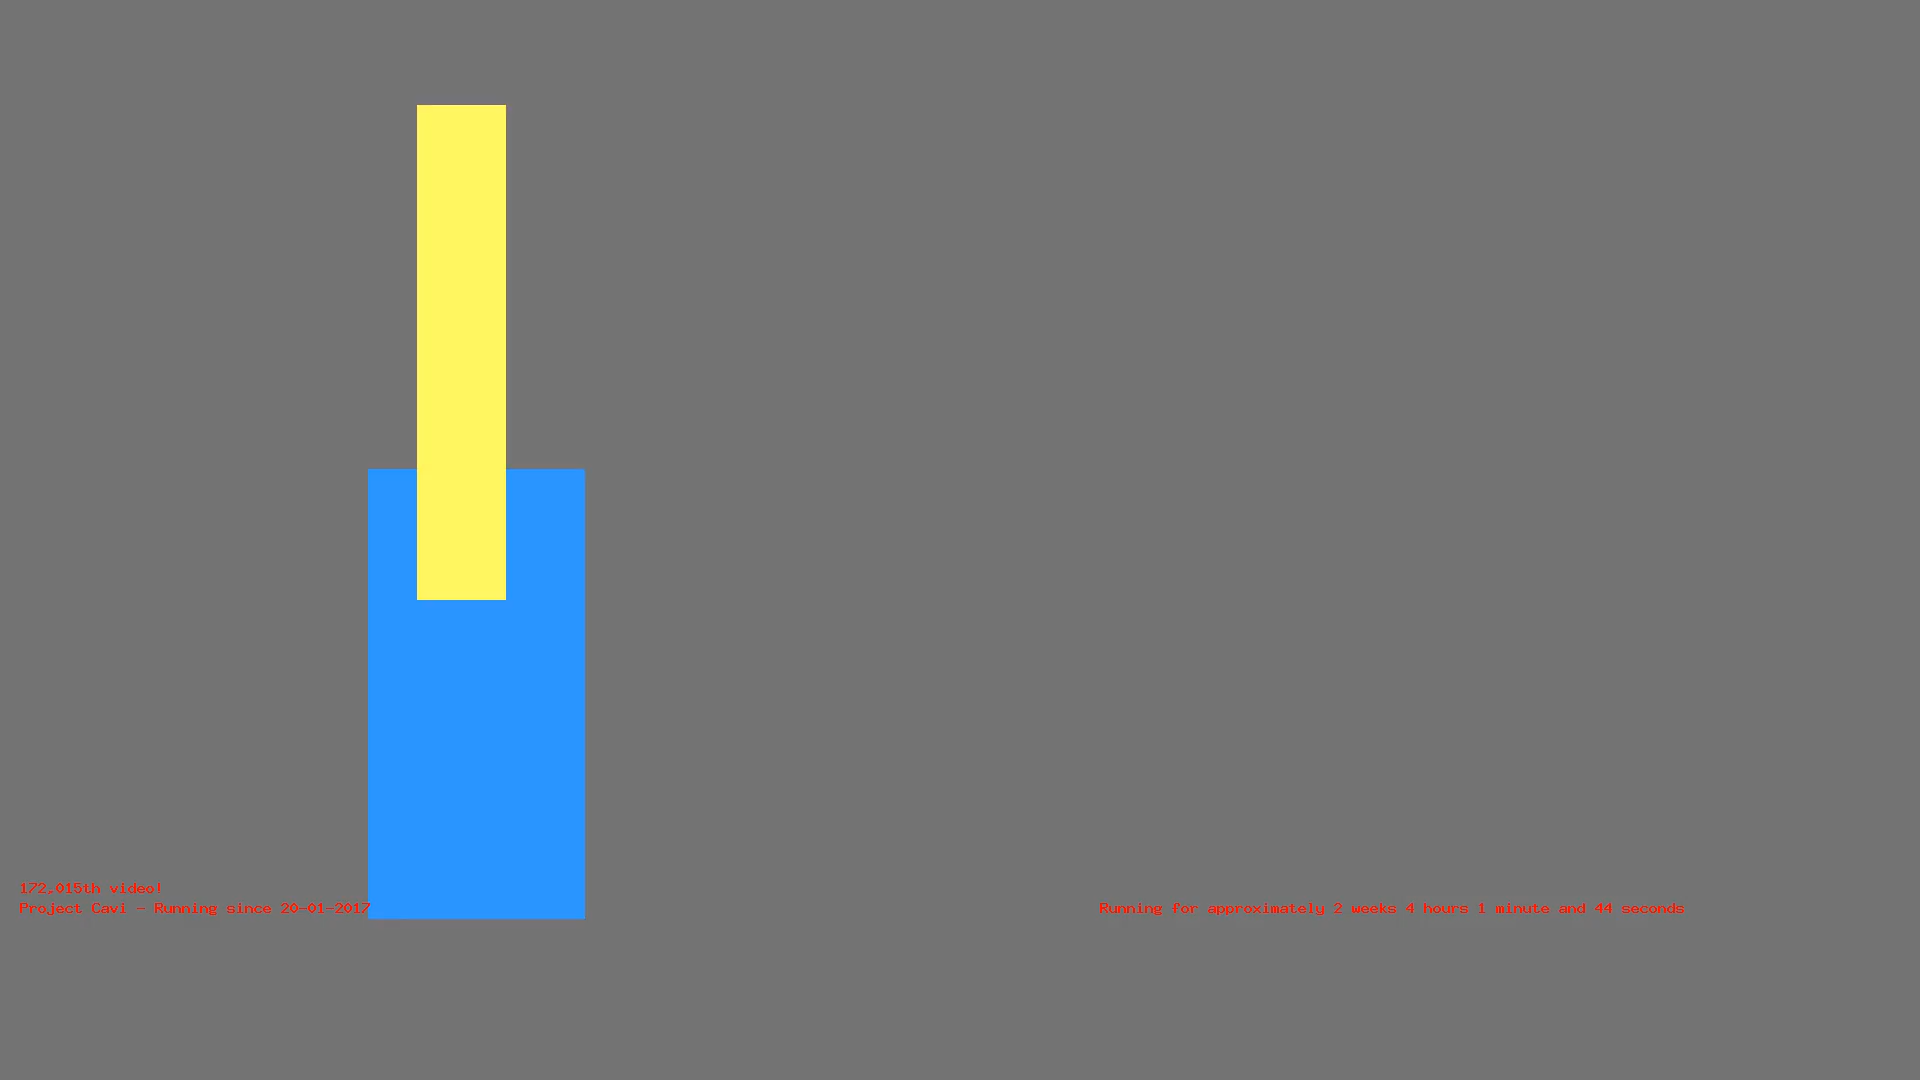 172.015th video!
Project Cavi - Running since 20-01-2017
Running for approximately 2 weeks 4 hours 1 minute and 44 seconds